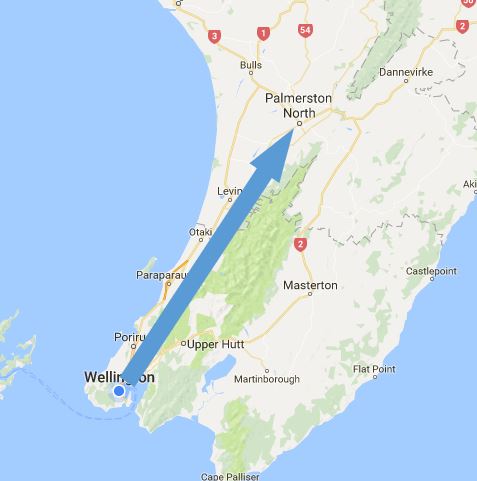 2
3
1
54
Bulls
Dannevirke
Palmerston
North
Levin
Aki
Otaki
2
Castlepoint
Paraparau
Masterton
Poriru
Upper Hutt
Flat Point
Wellington
Martinborough
Cape Palliser